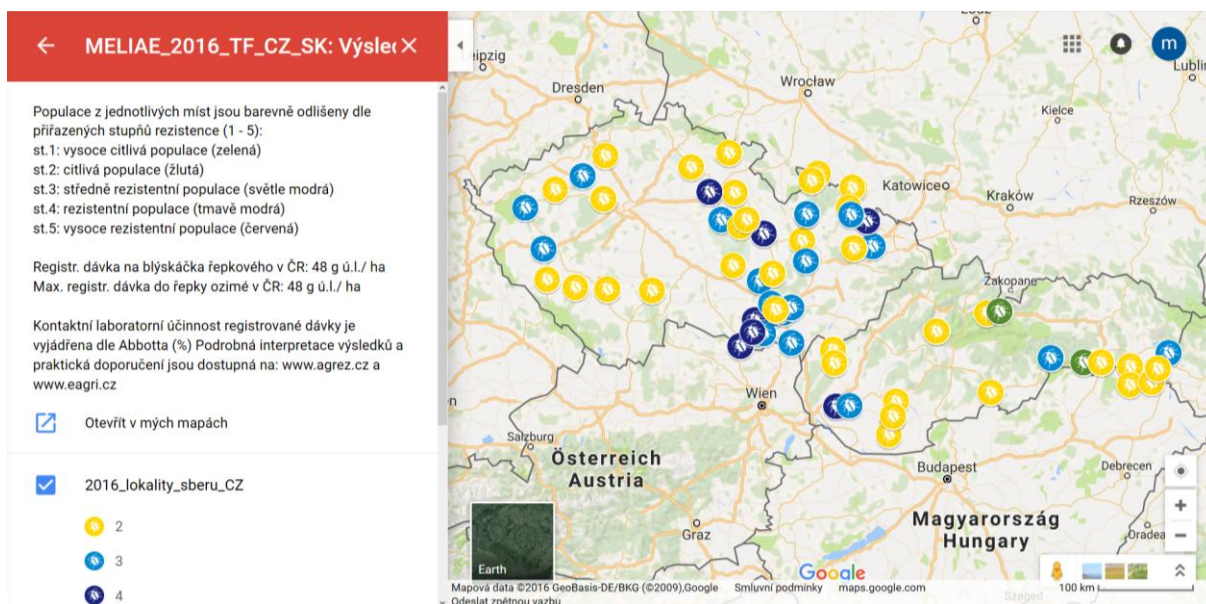 MELIAE_2016_TF_CZ_SK: Výsle
Populace z jednotlivých míst jsou barevně odlišeny dle
přiřazených stupňů rezistence (1 - 5):
st.1: vysoce citlivá populace (zelená)
st.2: citlivá populace (žlutá)
st.3: středně rezistentní populace (světle modrá)
st.4: rezistentní populace (tmavě modrá)
st.5: vysoce rezistentní populace (červená)
Registr. dávka na blýskáčka řepkového v ČR: 48 g ú.l./ ha
Max. registr. dávka do řepky ozimé v ČR: 48 g ú.l./ ha
Kontaktní laboratorní účinnost registrované dávky je
vyjádřena dle Abbotta (%) Podrobná interpretace výsledků a
praktická doporučení jsou dostupná na: www.agrez.cz a
www.eagri.cz
Otevřít v mých mapách
2016_lokality_sberu_CZ
2
3
4
eipzig
Dresden
Wrocław
Łódź
m
Lublin
Kielce
Katowice
Kraków
Rzeszów
Zakopane
Wien
Salzburg
Österreich
Austria
Budapest
Debrecen
Graz
Magyarország
Hungary
Oradea
Szeged
Earth
Google
100 km
Mapová data ©2016 GeoBasis-DE/BKG (©2009),Google Smluvní podmínky maps.google.com
Odeslat zpětnou vazbu